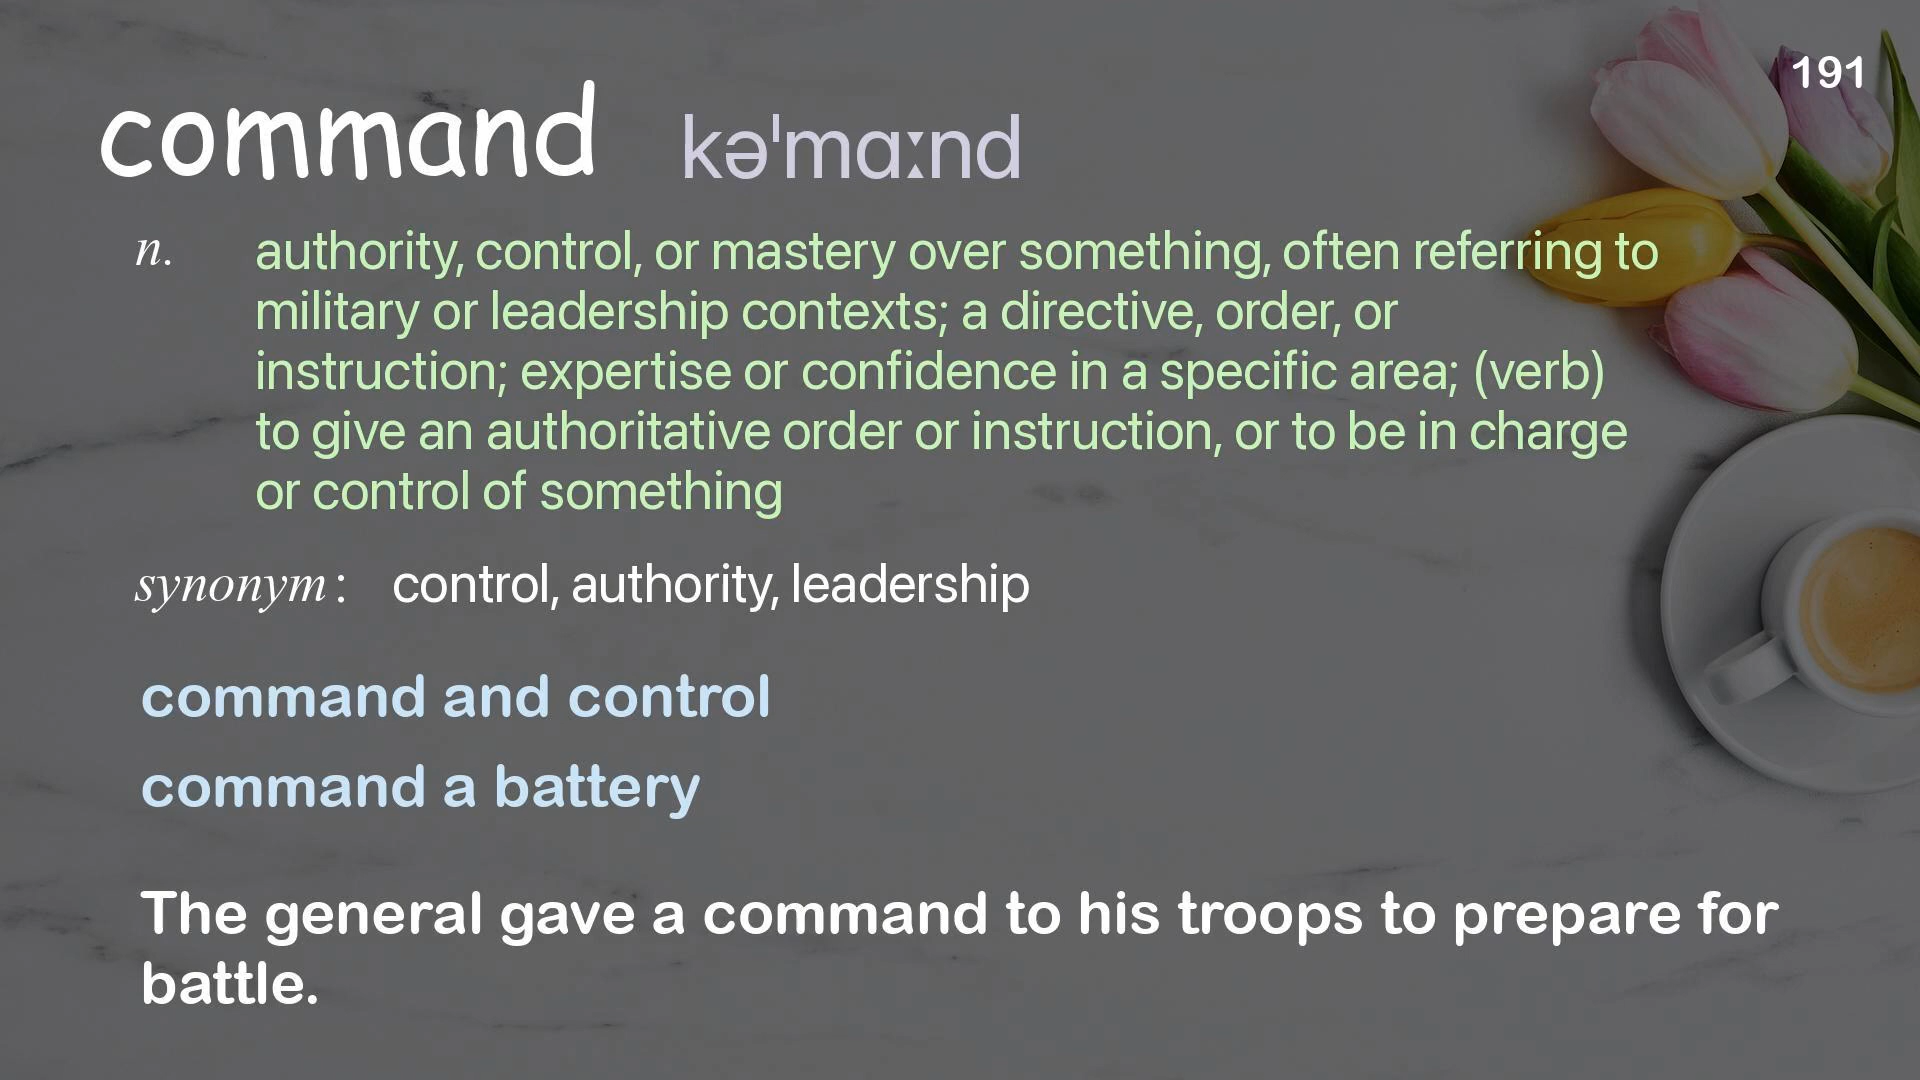 191
command kəˈmɑːnd
n. authority, control, or mastery over something, often referring to
military or leadership contexts; a directive, order, or
instruction; expertise or confidence in a specific area; (verb)
to give an authoritative order or instruction, or to be in charge
or control of something
synonym: control, authority, leadership
command and control
command a battery
The general gave a command to his troops to prepare for
battle.